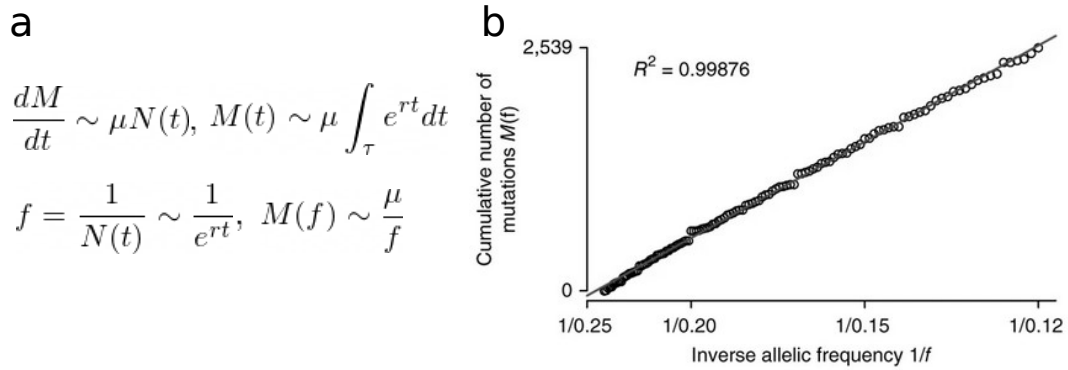 a
dM/dt ~ μN(t), M(t) ~ μ ∫_τ e^{rt} dt
f = 1/N(t) ~ 1/e^{rt}, M(f) ~ μ/f
b
Cumulative number of
mutations M(f)
2,539
0
R² = 0.99876
1/0.25 1/0.20 1/0.15 1/0.12
Inverse allelic frequency 1/f